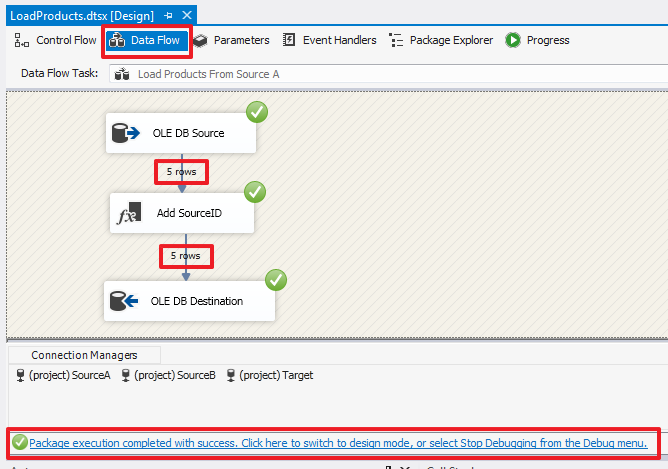 LoadProducts.dtsx [Design]
Control Flow Data Flow Parameters Event Handlers Package Explorer Progress
Data Flow Task: Load Products From Source A
OLE DB Source
5 rows
fx Add SourceID
5 rows
OLE DB Destination
Connection Managers
(project) SourceA (project) SourceB (project) Target
Package execution completed with success. Click here to switch to design mode, or select Stop Debugging from the Debug menu.